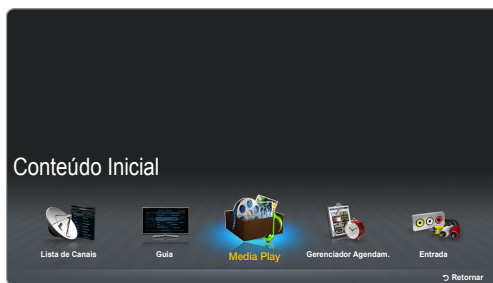 Conteúdo Inicial
Lista de Canais Guia Media Play Gerenciador Agendam. Entrada
Retornar